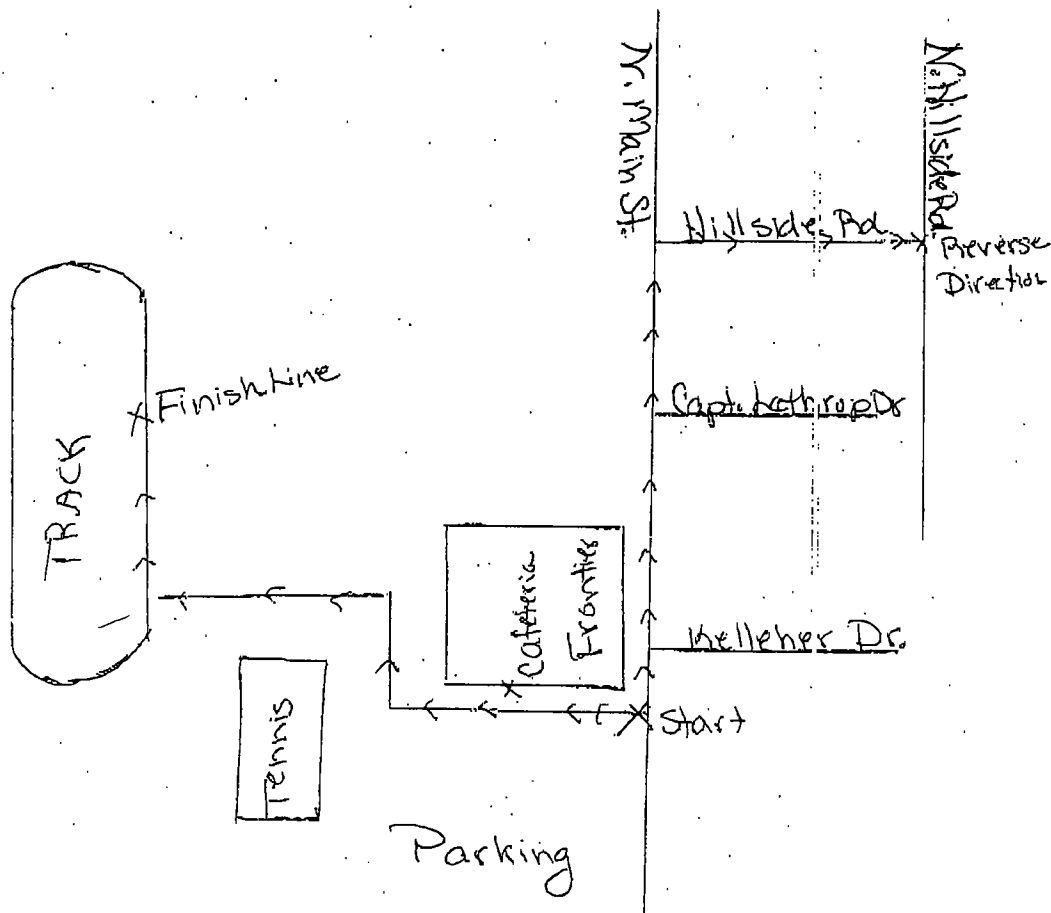 N. Main St.
N. Hillside Rd.
Hillside Rd.
Reverse
Direction
Finish Line
Capt. Lathrop Dr
TRACK
Cafeteria
Frontier
Kelleher Dr.
Start
Tennis
Parking